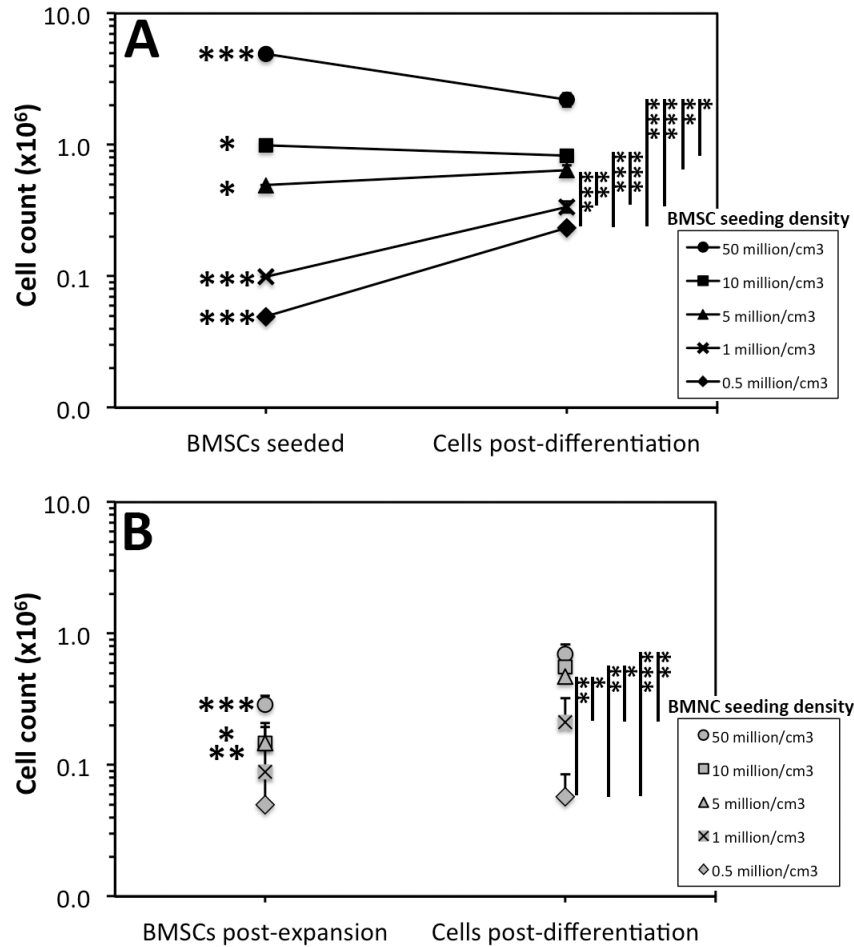 A
10.0
1.0
0.1
0.0
Cell count (x10⁶)
***
*
*
***
***
*** ** *** *** *** *** ** *
BMSC seeding density
50 million/cm3
10 million/cm3
5 million/cm3
1 million/cm3
0.5 million/cm3
BMSCs seeded
Cells post-differentiation
B
10.0
1.0
0.1
0.0
Cell count (x10⁶)
***
*
**
** * ** * *** **
BMNC seeding density
50 million/cm3
10 million/cm3
5 million/cm3
1 million/cm3
0.5 million/cm3
BMSCs post-expansion
Cells post-differentiation